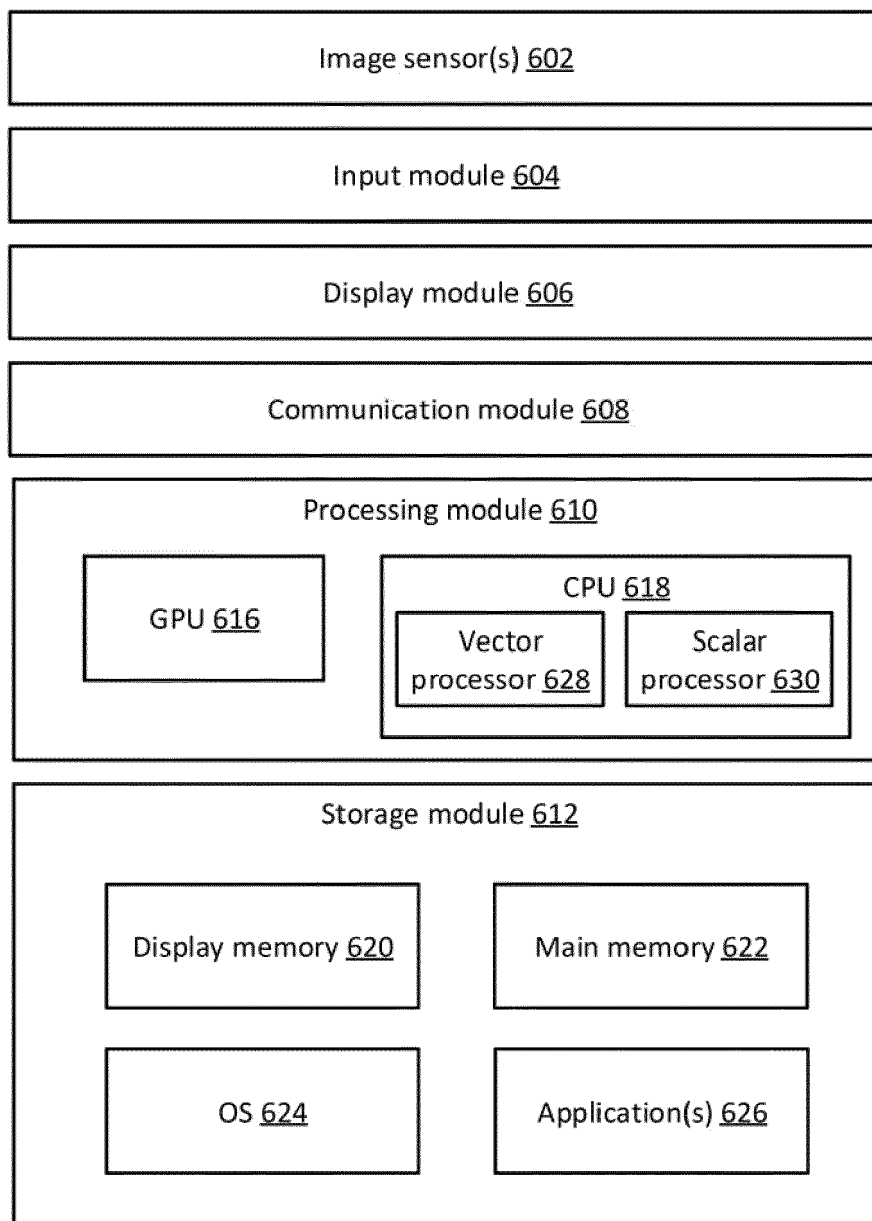 Image sensor(s) 602
Input module 604
Display module 606
Communication module 608
Processing module 610
GPU 616
CPU 618
Vector
processor 628
Scalar
processor 630
Storage module 612
Display memory 620
Main memory 622
OS 624
Application(s) 626